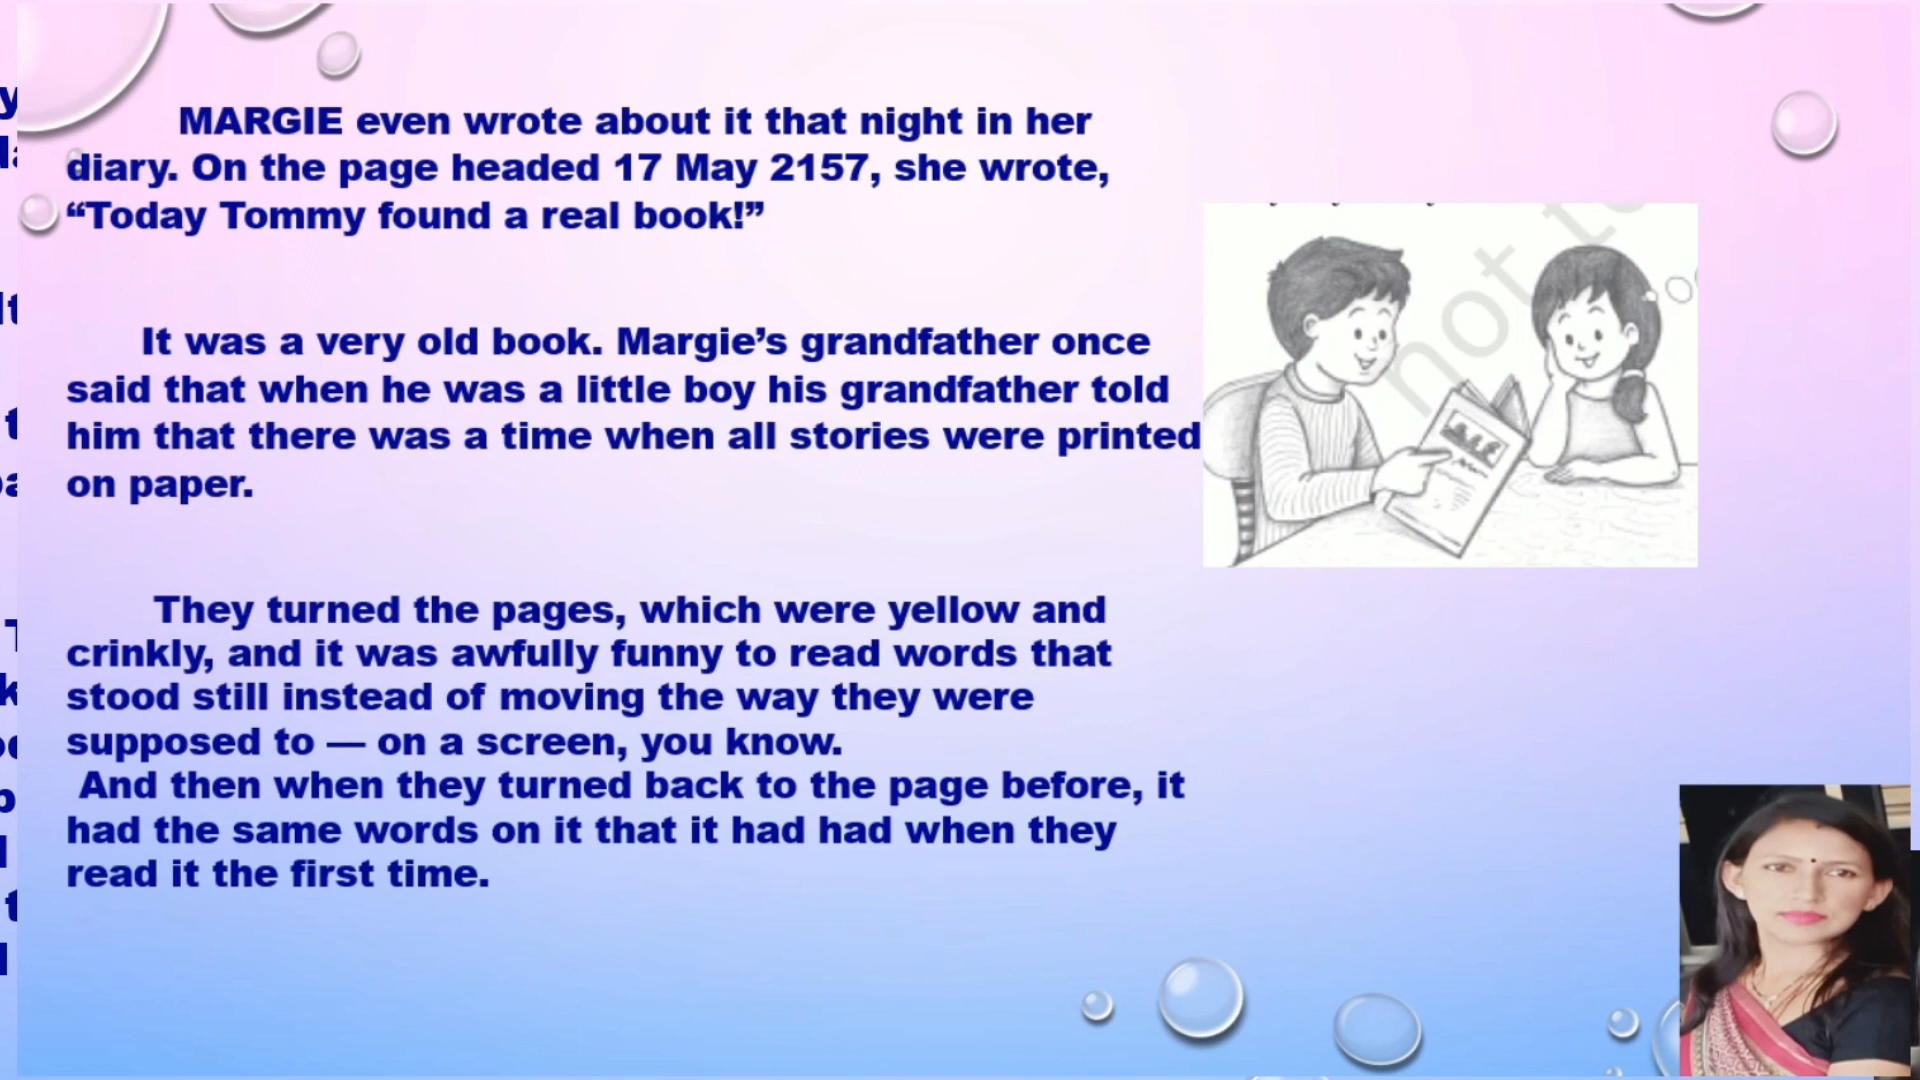 MARGIE even wrote about it that night in her
diary. On the page headed 17 May 2157, she wrote,
“Today Tommy found a real book!”
It was a very old book. Margie’s grandfather once
said that when he was a little boy his grandfather told
him that there was a time when all stories were printed
on paper.
They turned the pages, which were yellow and
crinkly, and it was awfully funny to read words that
stood still instead of moving the way they were
supposed to — on a screen, you know.
And then when they turned back to the page before, it
had the same words on it that it had had when they
read it the first time.
not